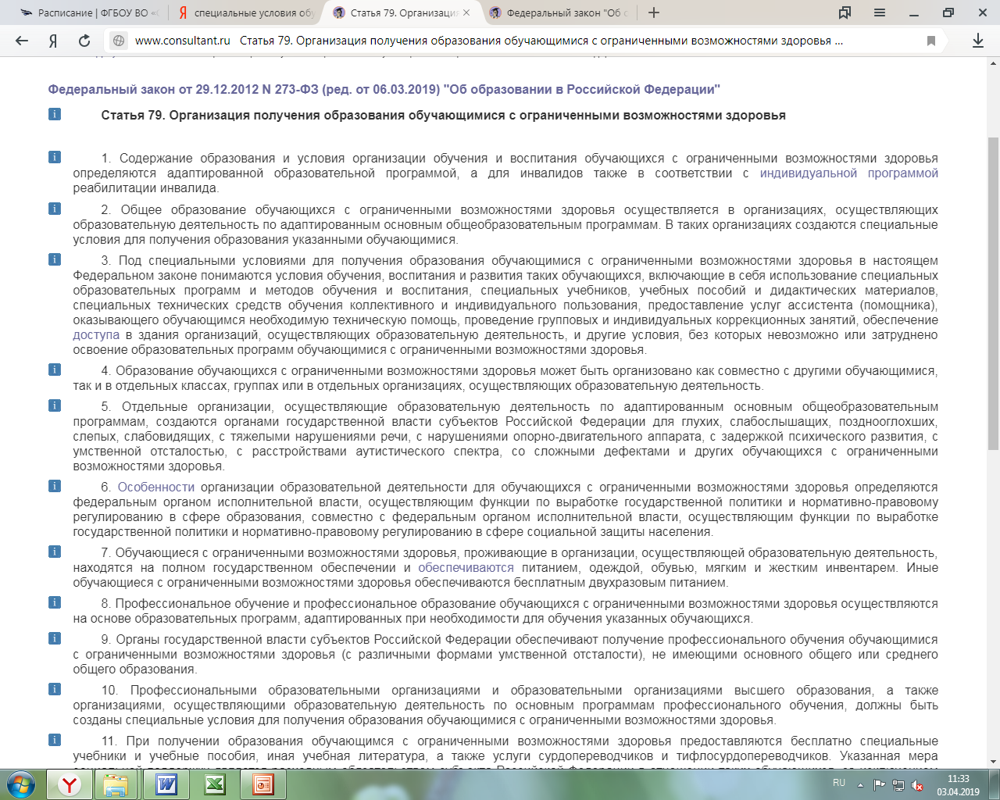 Расписание | ФГБОУ ВО «С
специальные условия обу
Статья 79. Организация
Федеральный закон "Об о
www.consultant.ru Статья 79. Организация получения образования обучающимися с ограниченными возможностями здоровья ...
Федеральный закон от 29.12.2012 N 273-ФЗ (ред. от 06.03.2019) "Об образовании в Российской Федерации"
Статья 79. Организация получения образования обучающимися с ограниченными возможностями здоровья
1. Содержание образования и условия организации обучения и воспитания обучающихся с ограниченными возможностями здоровья
определяются адаптированной образовательной программой, а для инвалидов также в соответствии с индивидуальной программой
реабилитации инвалида.
2. Общее образование обучающихся с ограниченными возможностями здоровья осуществляется в организациях, осуществляющих
образовательную деятельность по адаптированным основным общеобразовательным программам. В таких организациях создаются специальные
условия для получения образования указанными обучающимися.
3. Под специальными условиями для получения образования обучающимися с ограниченными возможностями здоровья в настоящем
Федеральном законе понимаются условия обучения, воспитания и развития таких обучающихся, включающие в себя использование специальных
образовательных программ и методов обучения и воспитания, специальных учебников, учебных пособий и дидактических материалов,
специальных технических средств обучения коллективного и индивидуального пользования, предоставление услуг ассистента (помощника),
оказывающего обучающимся необходимую техническую помощь, проведение групповых и индивидуальных коррекционных занятий, обеспечение
доступа в здания организаций, осуществляющих образовательную деятельность, и другие условия, без которых невозможно или затруднено
освоение образовательных программ обучающимися с ограниченными возможностями здоровья.
4. Образование обучающихся с ограниченными возможностями здоровья может быть организовано как совместно с другими обучающимися,
так и в отдельных классах, группах или в отдельных организациях, осуществляющих образовательную деятельность.
5. Отдельные организации, осуществляющие образовательную деятельность по адаптированным основным общеобразовательным
программам, создаются органами государственной власти субъектов Российской Федерации для глухих, слабослышащих, позднооглохших,
слепых, слабовидящих, с тяжелыми нарушениями речи, с нарушениями опорно-двигательного аппарата, с задержкой психического развития, с
умственной отсталостью, с расстройствами аутистического спектра, со сложными дефектами и других обучающихся с ограниченными
возможностями здоровья.
6. Особенности организации образовательной деятельности для обучающихся с ограниченными возможностями здоровья определяются
федеральным органом исполнительной власти, осуществляющим функции по выработке государственной политики и нормативно-правовому
регулированию в сфере образования, совместно с федеральным органом исполнительной власти, осуществляющим функции по выработке
государственной политики и нормативно-правовому регулированию в сфере социальной защиты населения.
7. Обучающиеся с ограниченными возможностями здоровья, проживающие в организации, осуществляющей образовательную деятельность,
находятся на полном государственном обеспечении и обеспечиваются питанием, одеждой, обувью, мягким и жестким инвентарем. Иные
обучающиеся с ограниченными возможностями здоровья обеспечиваются бесплатным двухразовым питанием.
8. Профессиональное обучение и профессиональное образование обучающихся с ограниченными возможностями здоровья осуществляются
на основе образовательных программ, адаптированных при необходимости для обучения указанных обучающихся.
9. Органы государственной власти субъектов Российской Федерации обеспечивают получение профессионального обучения обучающимися
с ограниченными возможностями здоровья (с различными формами умственной отсталости), не имеющими основного общего или среднего
общего образования.
10. Профессиональными образовательными организациями и образовательными организациями высшего образования, а также
организациями, осуществляющими образовательную деятельность по основным программам профессионального обучения, должны быть
созданы специальные условия для получения образования обучающимися с ограниченными возможностями здоровья.
11. При получении образования обучающимся с ограниченными возможностями здоровья предоставляются бесплатно специальные
учебники и учебные пособия, иная учебная литература, а также услуги сурдопереводчиков и тифлосурдопереводчиков. Указанная мера
RU
11:33
03.04.2019